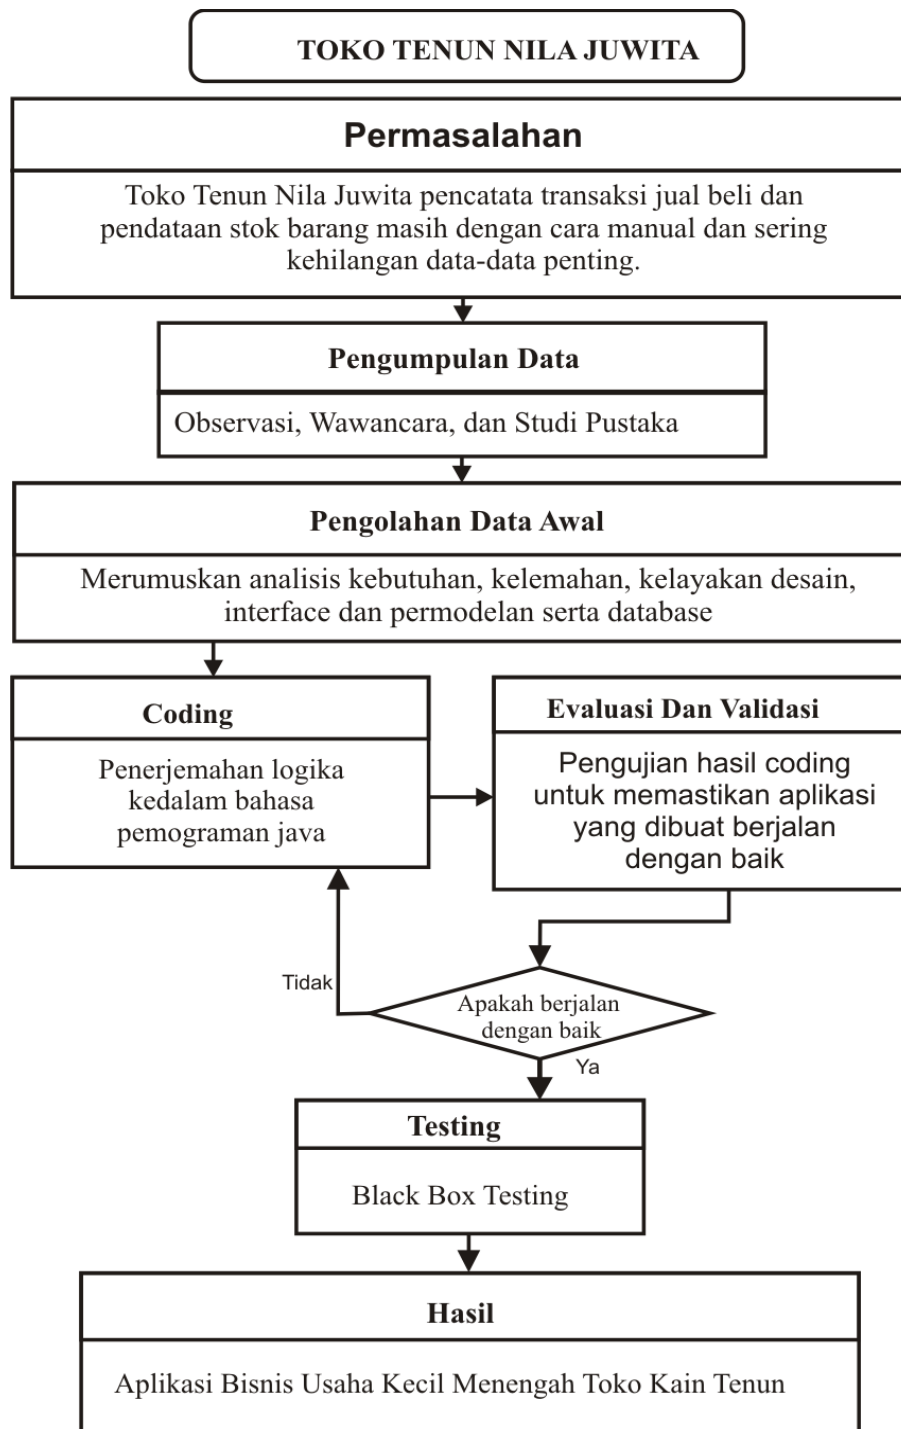 TOKO TENUN NILA JUWITA
Permasalahan
Toko Tenun Nila Juwita pencatata transaksi jual beli dan
pendataan stok barang masih dengan cara manual dan sering
kehilangan data-data penting.
Pengumpulan Data
Observasi, Wawancara, dan Studi Pustaka
Pengolahan Data Awal
Merumuskan analisis kebutuhan, kelemahan, kelayakan desain,
interface dan permodelan serta database
Coding
Penerjemahan logika
kedalam bahasa
pemograman java
Evaluasi Dan Validasi
Pengujian hasil coding
untuk memastikan aplikasi
yang dibuat berjalan
dengan baik
Tidak
Apakah berjalan
dengan baik
Ya
Testing
Black Box Testing
Hasil
Aplikasi Bisnis Usaha Kecil Menengah Toko Kain Tenun